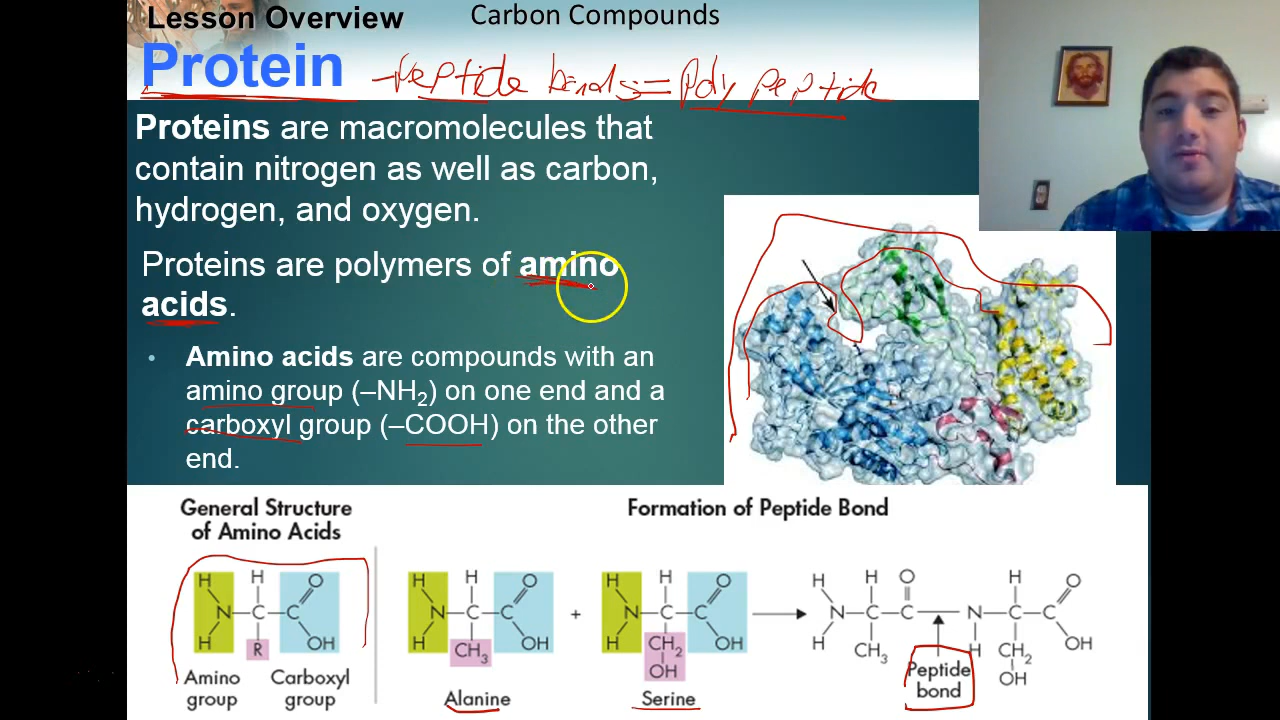 Lesson Overview
Carbon Compounds
Protein
-Peptide bonds = Polypeptide
Proteins are macromolecules that
contain nitrogen as well as carbon,
hydrogen, and oxygen.
Proteins are polymers of amino
acids.
• Amino acids are compounds with an
amino group (–NH₂) on one end and a
carboxyl group (–COOH) on the other
end.
General Structure
of Amino Acids
Formation of Peptide Bond
H H O
N C C
H R OH
Amino group
Carboxyl group
H H O
N C C
H CH₃ OH
Alanine
+
H H O
N C C
H CH₂ OH
OH
Serine
H H O H O
N C C N C C
H CH₃ H CH₂ OH
OH
Peptide
bond